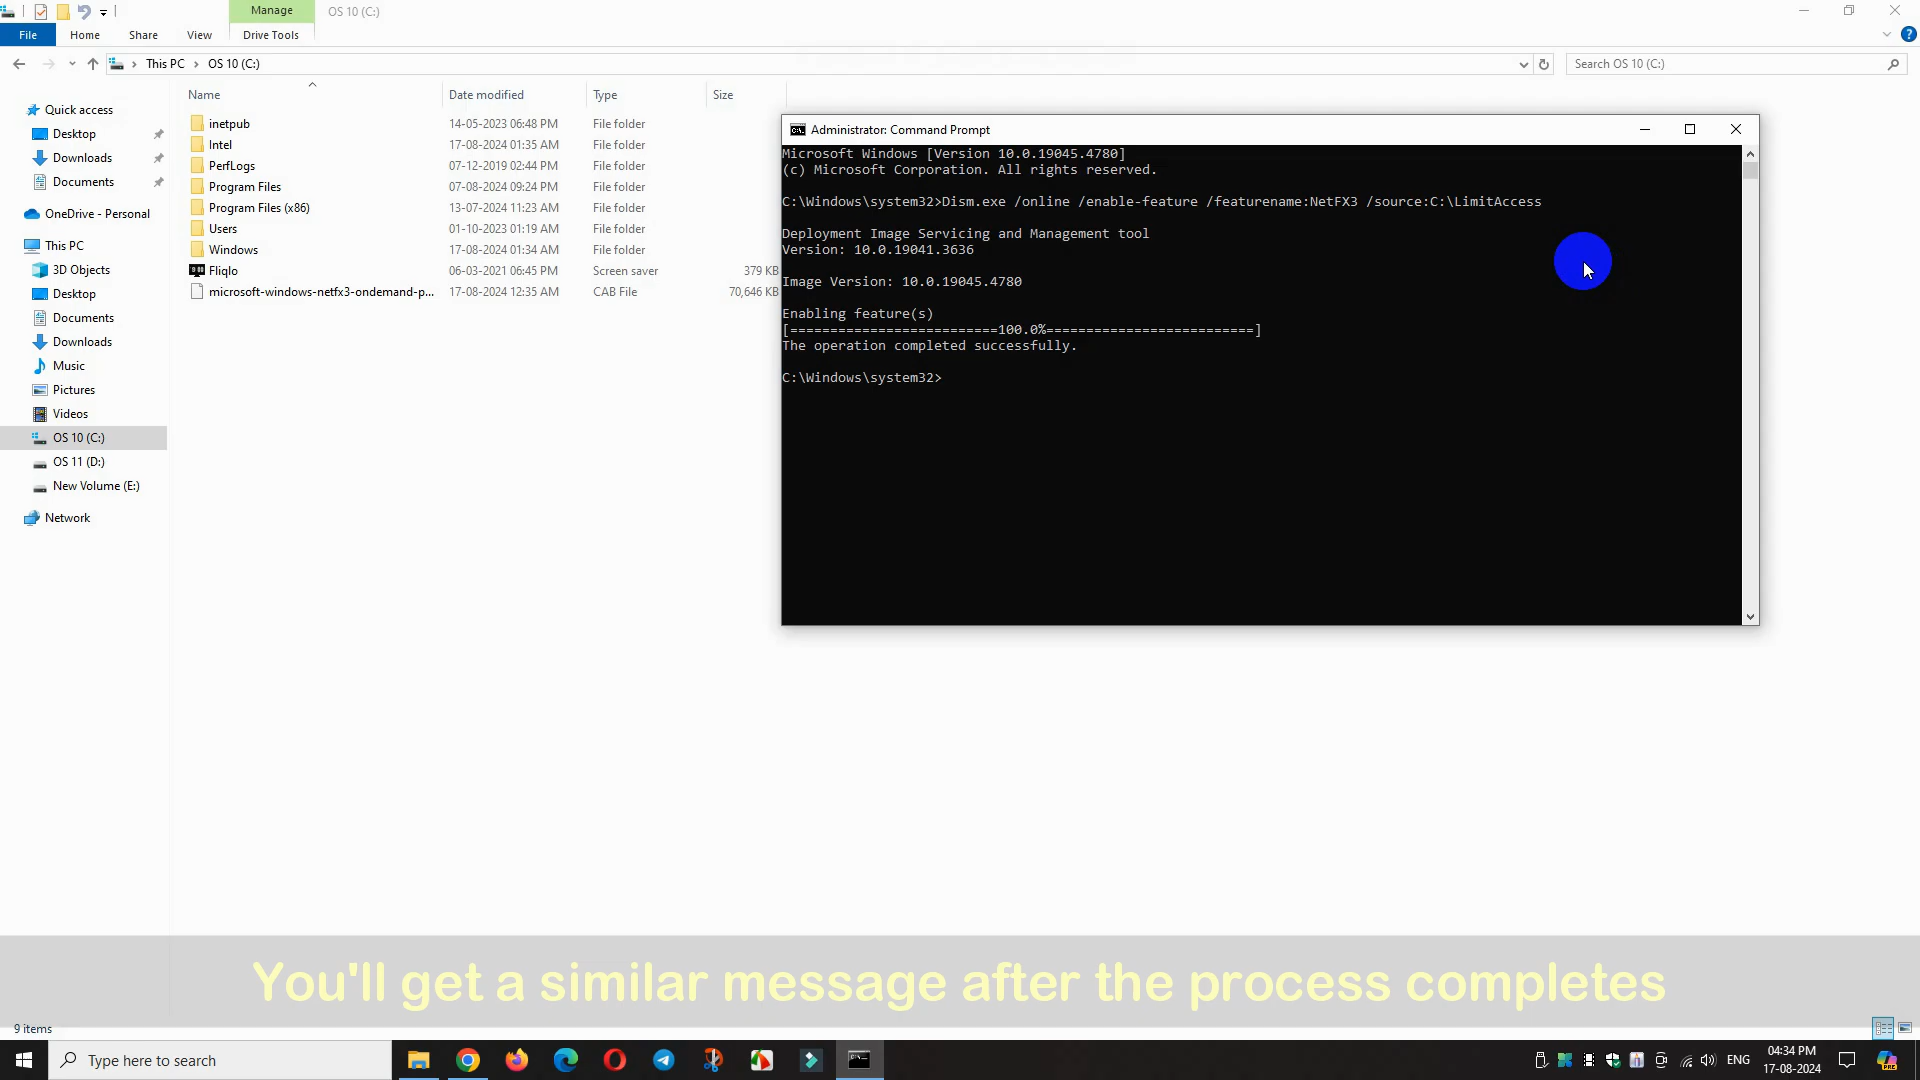 Manage
OS 10 (C:)
File
Home
Share
View
Drive Tools
This PC
OS 10 (C:)
Search OS 10 (C:)
Name
Date modified
Type
Size
Quick access
Desktop
Downloads
Documents
OneDrive - Personal
This PC
3D Objects
Desktop
Documents
Downloads
Music
Pictures
Videos
OS 10 (C:)
OS 11 (D:)
New Volume (E:)
Network
inetpub 14-05-2023 06:48 PM File folder
Intel 17-08-2024 01:35 AM File folder
PerfLogs 07-12-2019 02:44 PM File folder
Program Files 07-08-2024 09:24 PM File folder
Program Files (x86) 13-07-2024 11:23 AM File folder
Users 01-10-2023 01:19 AM File folder
Windows 17-08-2024 01:34 AM File folder
Fliqlo 06-03-2021 06:45 PM Screen saver 379 KB
microsoft-windows-netfx3-ondemand-p... 17-08-2024 12:35 AM CAB File 70,646 KB
Administrator: Command Prompt
Microsoft Windows [Version 10.0.19045.4780]
(c) Microsoft Corporation. All rights reserved.
C:\Windows\system32>Dism.exe /online /enable-feature /featurename:NetFX3 /source:C:\LimitAccess
Deployment Image Servicing and Management tool
Version: 10.0.19041.3636
Image Version: 10.0.19045.4780
Enabling feature(s)
[==========================100.0%==========================]
The operation completed successfully.
C:\Windows\system32>
You'll get a similar message after the process completes
9 items
Type here to search
ENG
04:34 PM
17-08-2024